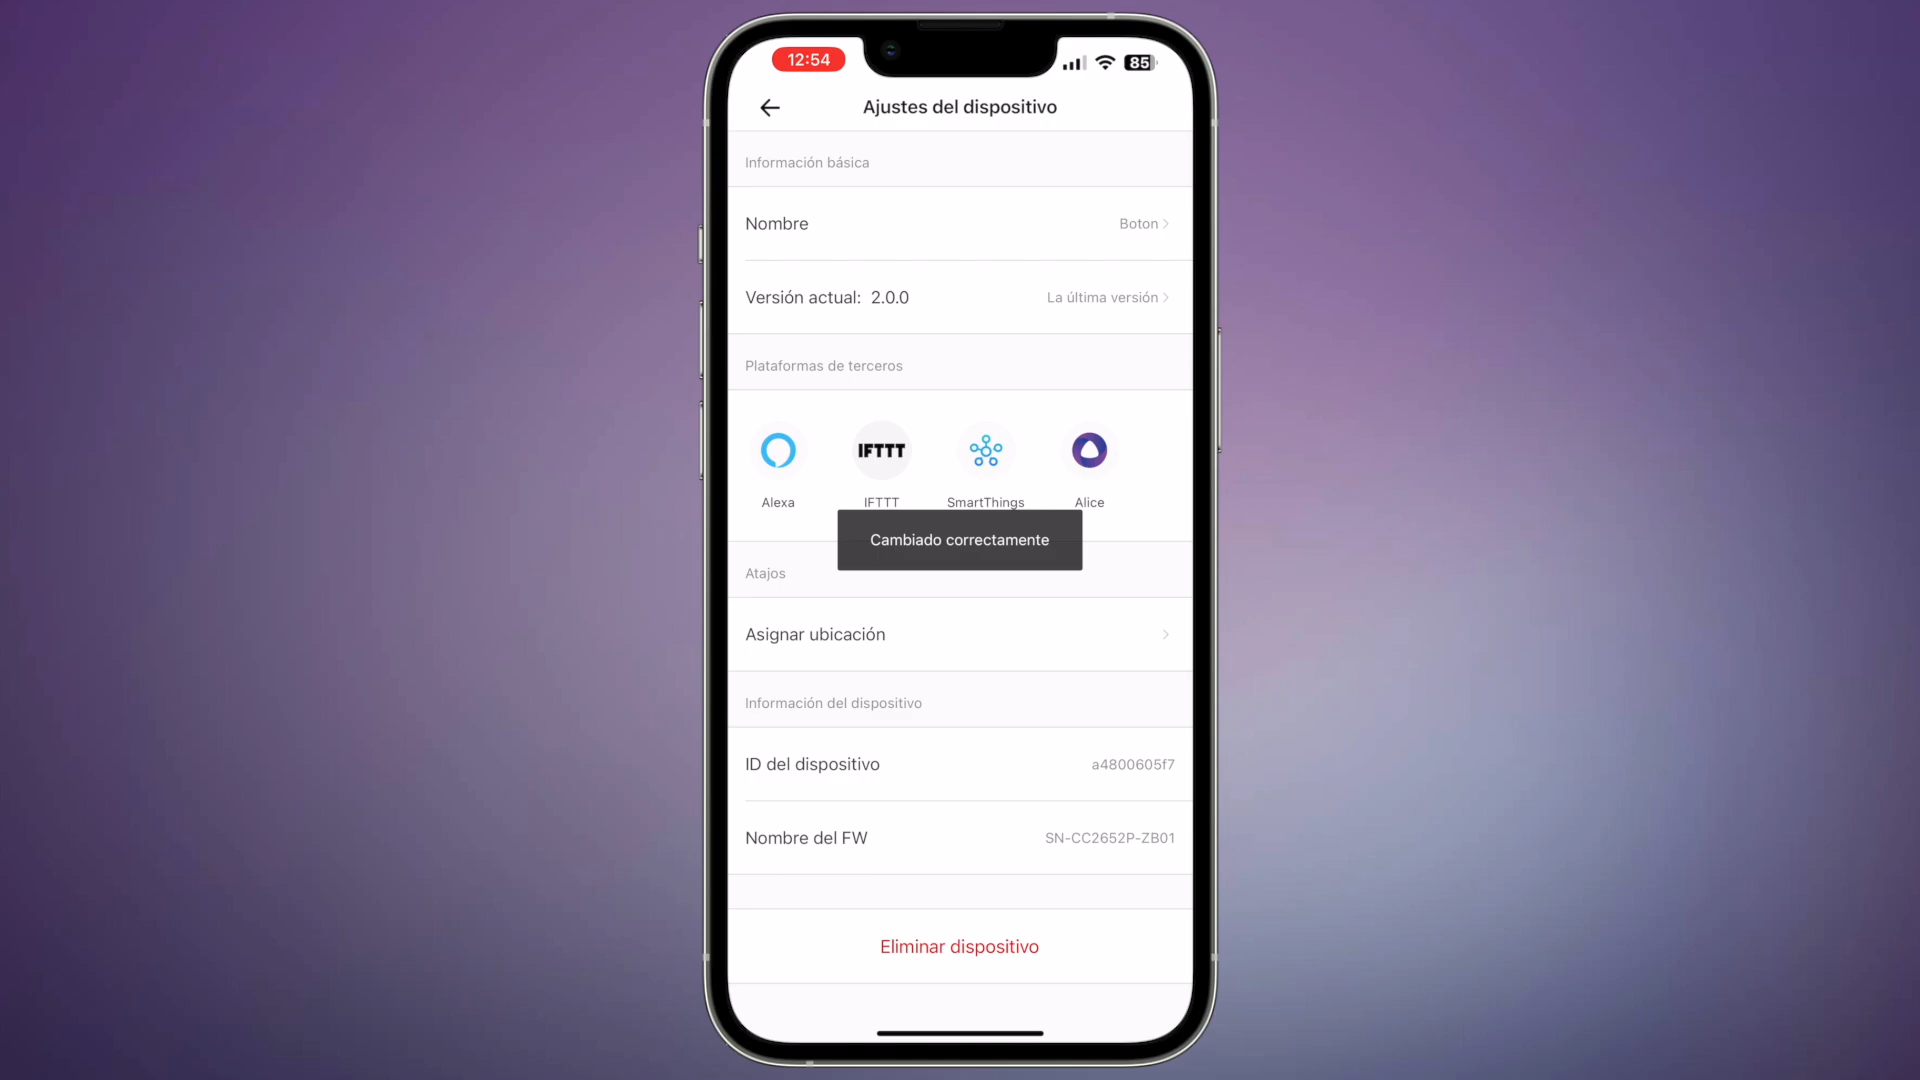 12:54
85
Ajustes del dispositivo
Información básica
Nombre
Boton
Versión actual: 2.0.0
La última versión
Plataformas de terceros
IFTTT
Alexa
IFTTT
SmartThings
Alice
Cambiado correctamente
Atajos
Asignar ubicación
Información del dispositivo
ID del dispositivo
a4800605f7
Nombre del FW
SN-CC2652P-ZB01
Eliminar dispositivo